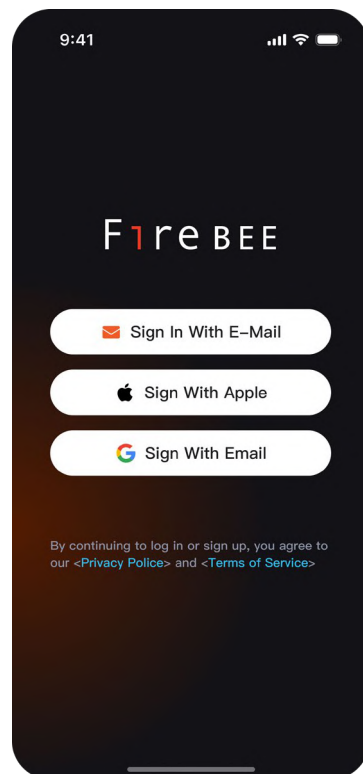 9:41
F1re BEE
Sign In With E-Mail
Sign With Apple
Sign With Email
By continuing to log in or sign up, you agree to
our <Privacy Police> and <Terms of Service>